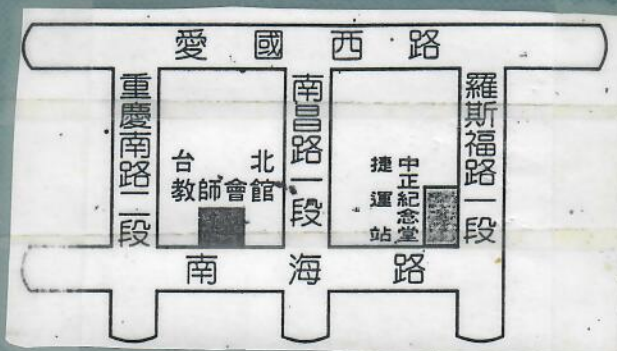 愛國西路
重慶南路二段
南昌路一段
羅斯福路一段
台北
教師會館
中正紀念堂
捷運站
南海路